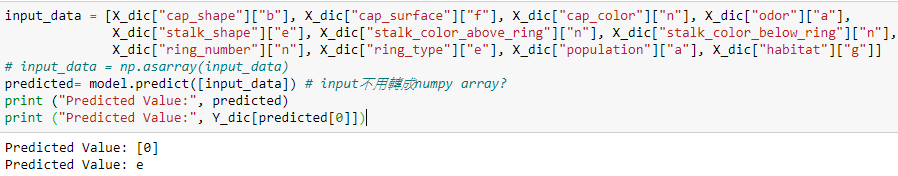 input_data = [X_dic["cap_shape"]["b"], X_dic["cap_surface"]["f"], X_dic["cap_color"]["n"], X_dic["odor"]["a"],
X_dic["stalk_shape"]["e"], X_dic["stalk_color_above_ring"]["n"], X_dic["stalk_color_below_ring"]["n"],
X_dic["ring_number"]["n"], X_dic["ring_type"]["e"], X_dic["population"]["a"], X_dic["habitat"]["g"]]
# input_data = np.asarray(input_data)
predicted= model.predict([input_data]) # input不用轉成numpy array?
print ("Predicted Value:", predicted)
print ("Predicted Value:", Y_dic[predicted[0]])
Predicted Value: [0]
Predicted Value: e